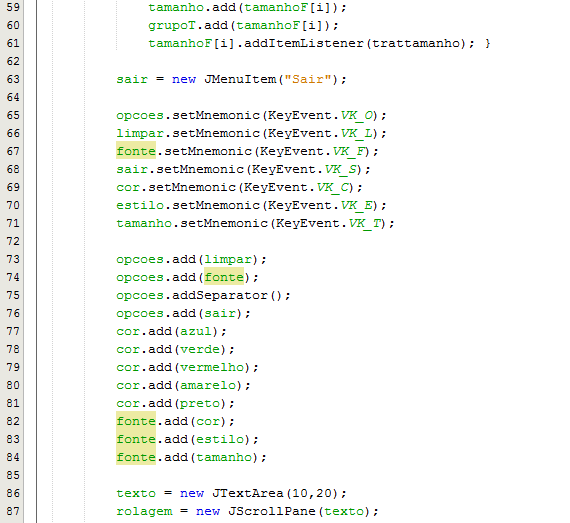 59 tamanho.add(tamanhoF[i]);
60 grupoT.add(tamanhoF[i]);
61 tamanhoF[i].addItemListener(trattamanho); }
62
63 sair = new JMenuItem("Sair");
64
65 opcoes.setMnemonic(KeyEvent.VK_O);
66 limpar.setMnemonic(KeyEvent.VK_L);
67 fonte.setMnemonic(KeyEvent.VK_F);
68 sair.setMnemonic(KeyEvent.VK_S);
69 cor.setMnemonic(KeyEvent.VK_C);
70 estilo.setMnemonic(KeyEvent.VK_E);
71 tamanho.setMnemonic(KeyEvent.VK_T);
72
73 opcoes.add(limpar);
74 opcoes.add(fonte);
75 opcoes.addSeparator();
76 opcoes.add(sair);
77 cor.add(azul);
78 cor.add(verde);
79 cor.add(vermelho);
80 cor.add(amarelo);
81 cor.add(preto);
82 fonte.add(cor);
83 fonte.add(estilo);
84 fonte.add(tamanho);
85
86 texto = new JTextArea(10,20);
87 rolagem = new JScrollPane(texto);